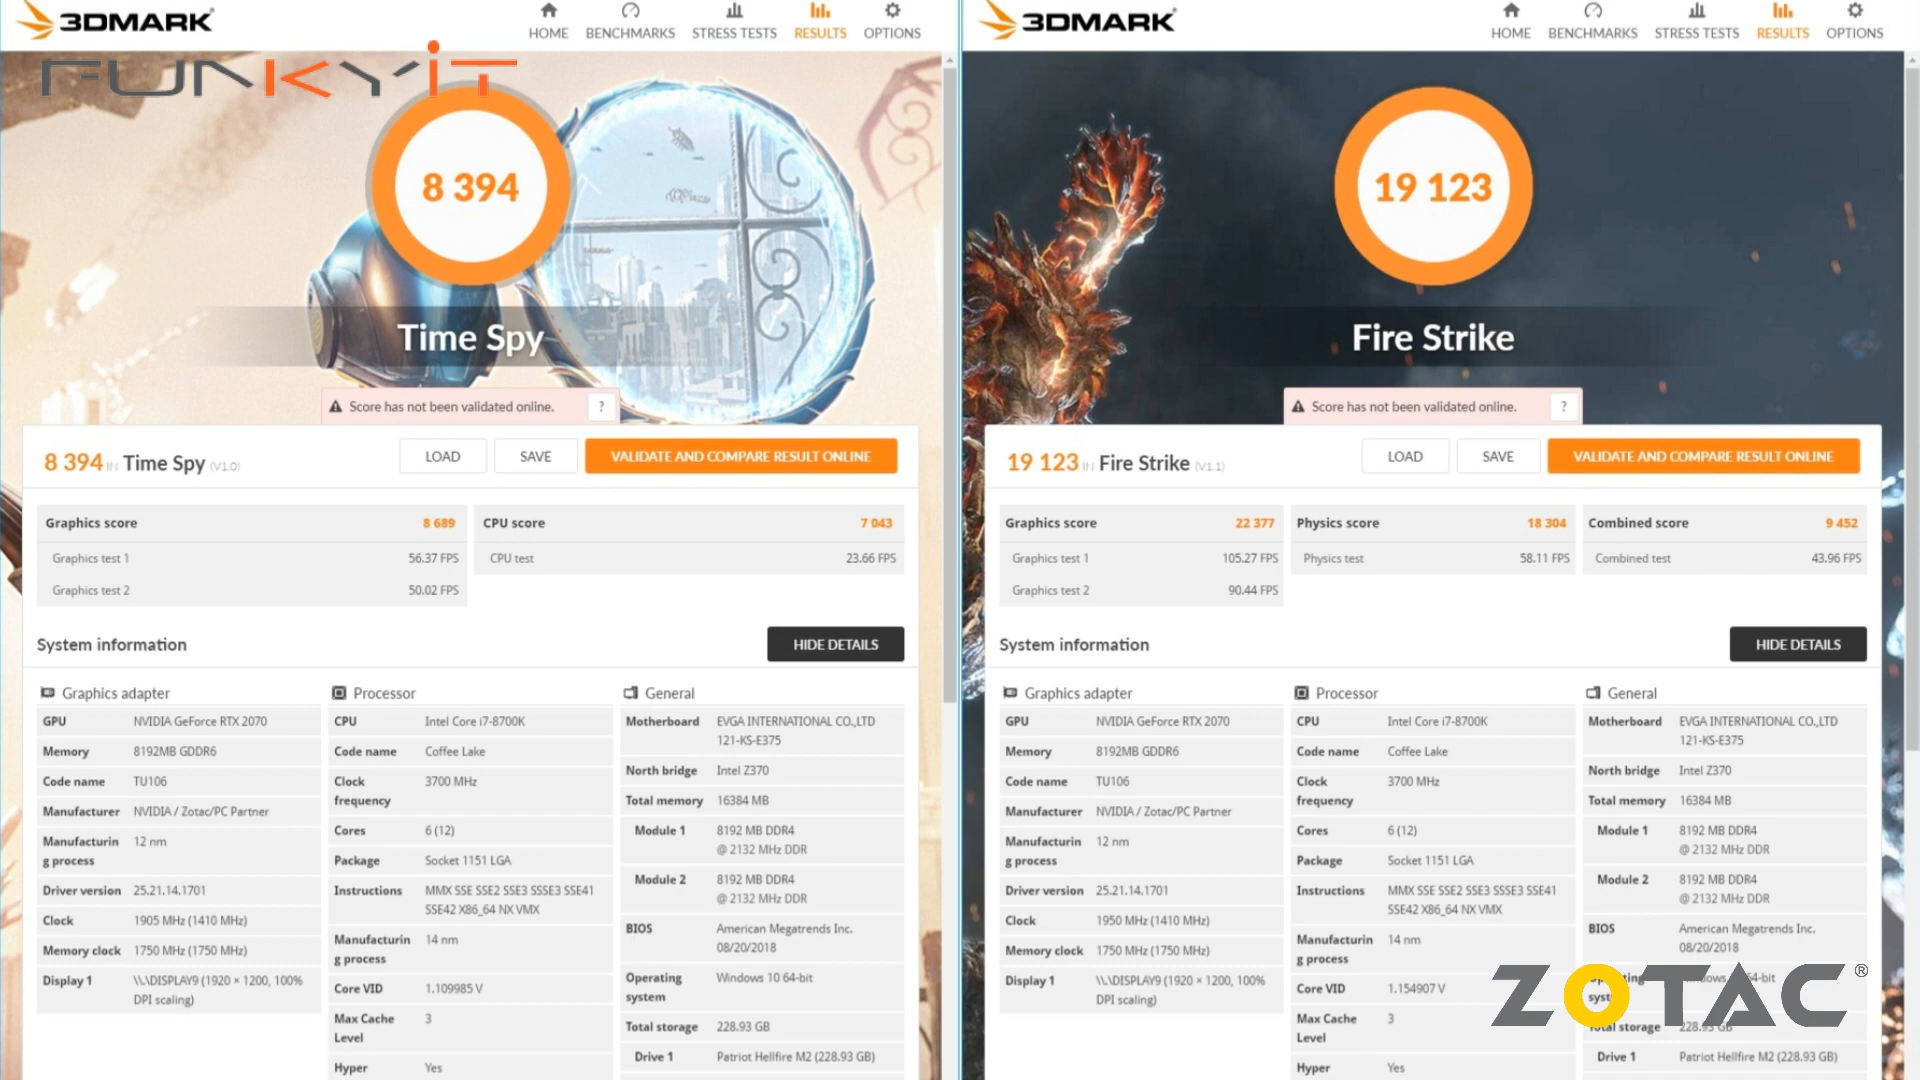 3DMARK
HOME BENCHMARKS STRESS TESTS RESULTS OPTIONS
FUNKYiT
8 394
Time Spy
Score has not been validated online. ?
8 394 IN Time Spy (V1.0)
LOAD SAVE VALIDATE AND COMPARE RESULT ONLINE
Graphics score 8 689
Graphics test 1 56.37 FPS
Graphics test 2 50.02 FPS
CPU score 7 043
CPU test 23.66 FPS
System information HIDE DETAILS
Graphics adapter
GPU NVIDIA GeForce RTX 2070
Memory 8192MB GDDR6
Code name TU106
Manufacturer NVIDIA / Zotac/PC Partner
Manufacturin 12 nm
g process
Driver version 25.21.14.1701
Clock 1905 MHz (1410 MHz)
Memory clock 1750 MHz (1750 MHz)
Display 1 \\.\DISPLAY9 (1920 × 1200, 100%
DPI scaling)
Processor
CPU Intel Core i7-8700K
Code name Coffee Lake
Clock 3700 MHz
frequency
Cores 6 (12)
Package Socket 1151 LGA
Instructions MMX SSE SSE2 SSE3 SSSE3 SSE41
SSE42 X86_64 NX VMX
Manufacturin 14 nm
g process
Core VID 1.109985 V
Max Cache 3
Level
Hyper Yes
General
Motherboard EVGA INTERNATIONAL CO.,LTD
121-KS-E375
North bridge Intel Z370
Total memory 16384 MB
Module 1 8192 MB DDR4
@ 2132 MHz DDR
Module 2 8192 MB DDR4
@ 2132 MHz DDR
BIOS American Megatrends Inc.
08/20/2018
Operating Windows 10 64-bit
system
Total storage 228.93 GB
Drive 1 Patriot Hellfire M2 (228.93 GB)
3DMARK
HOME BENCHMARKS STRESS TESTS RESULTS OPTIONS
19 123
Fire Strike
Score has not been validated online. ?
19 123 IN Fire Strike (V1.1)
LOAD SAVE VALIDATE AND COMPARE RESULT ONLINE
Graphics score 22 377
Graphics test 1 105.27 FPS
Graphics test 2 90.44 FPS
Physics score 18 304
Physics test 58.11 FPS
Combined score 9 452
Combined test 43.96 FPS
System information HIDE DETAILS
Graphics adapter
GPU NVIDIA GeForce RTX 2070
Memory 8192MB GDDR6
Code name TU106
Manufacturer NVIDIA / Zotac/PC Partner
Manufacturin 12 nm
g process
Driver version 25.21.14.1701
Clock 1950 MHz (1410 MHz)
Memory clock 1750 MHz (1750 MHz)
Display 1 \\.\DISPLAY9 (1920 × 1200, 100%
DPI scaling)
Processor
CPU Intel Core i7-8700K
Code name Coffee Lake
Clock 3700 MHz
frequency
Cores 6 (12)
Package Socket 1151 LGA
Instructions MMX SSE SSE2 SSE3 SSSE3 SSE41
SSE42 X86_64 NX VMX
Manufacturin 14 nm
g process
Core VID 1.154907 V
Max Cache 3
Level
Hyper Yes
General
Motherboard EVGA INTERNATIONAL CO.,LTD
121-KS-E375
North bridge Intel Z370
Total memory 16384 MB
Module 1 8192 MB DDR4
@ 2132 MHz DDR
Module 2 8192 MB DDR4
@ 2132 MHz DDR
BIOS American Megatrends Inc.
08/20/2018
64-bit
ZOTAC®
storage 228.93 GB
Drive 1 Patriot Hellfire M2 (228.93 GB)